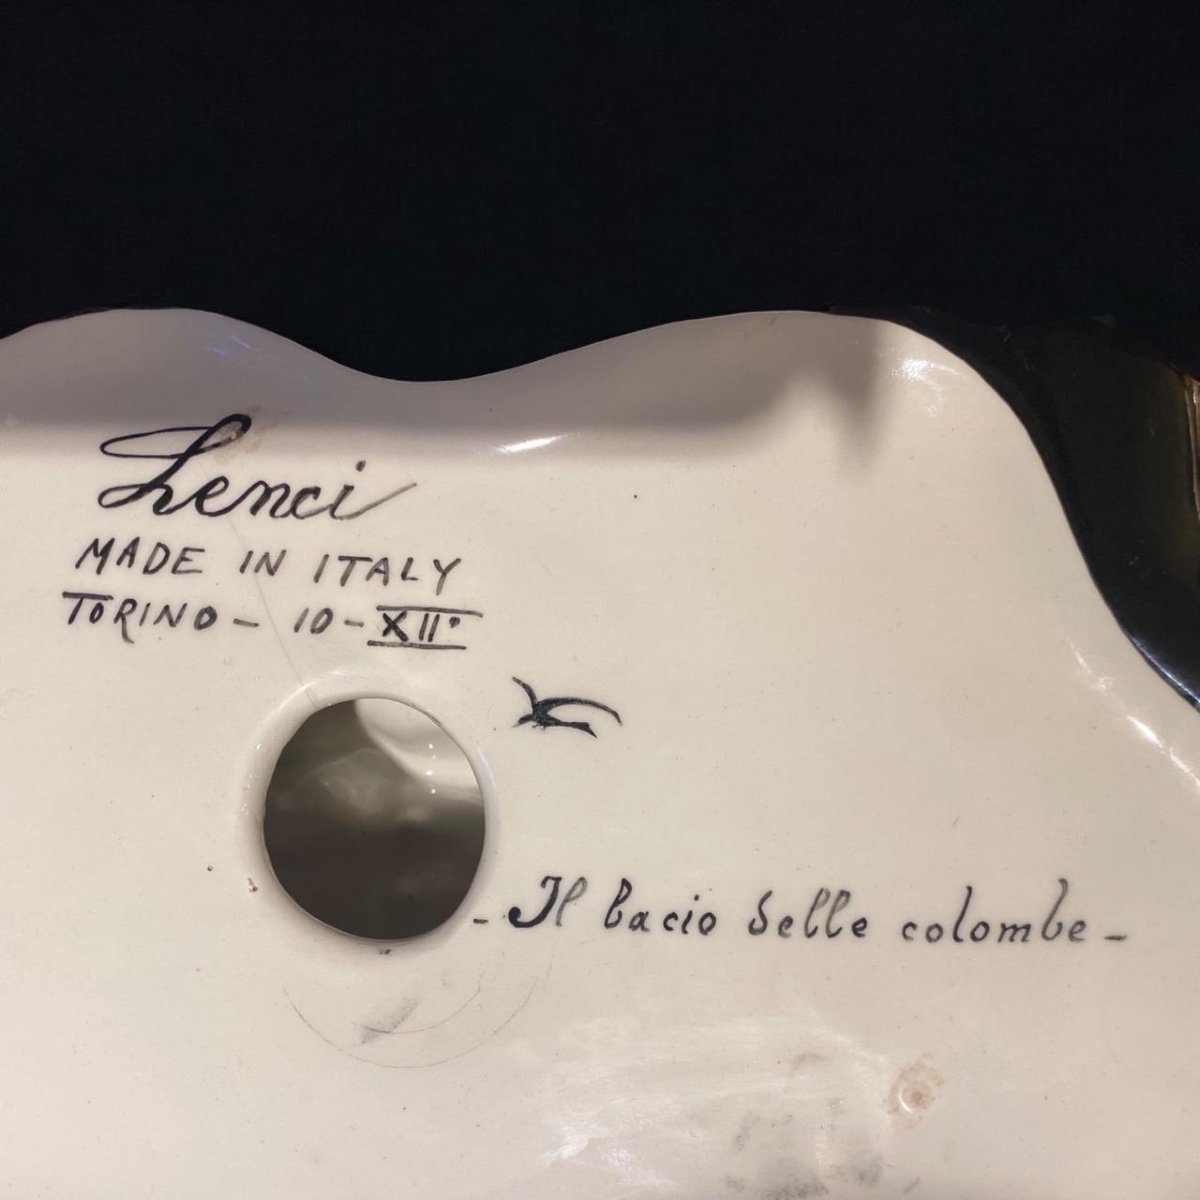 Lenci
MADE IN ITALY
TORINO - 10 - XII°
- Il bacio delle colombe -